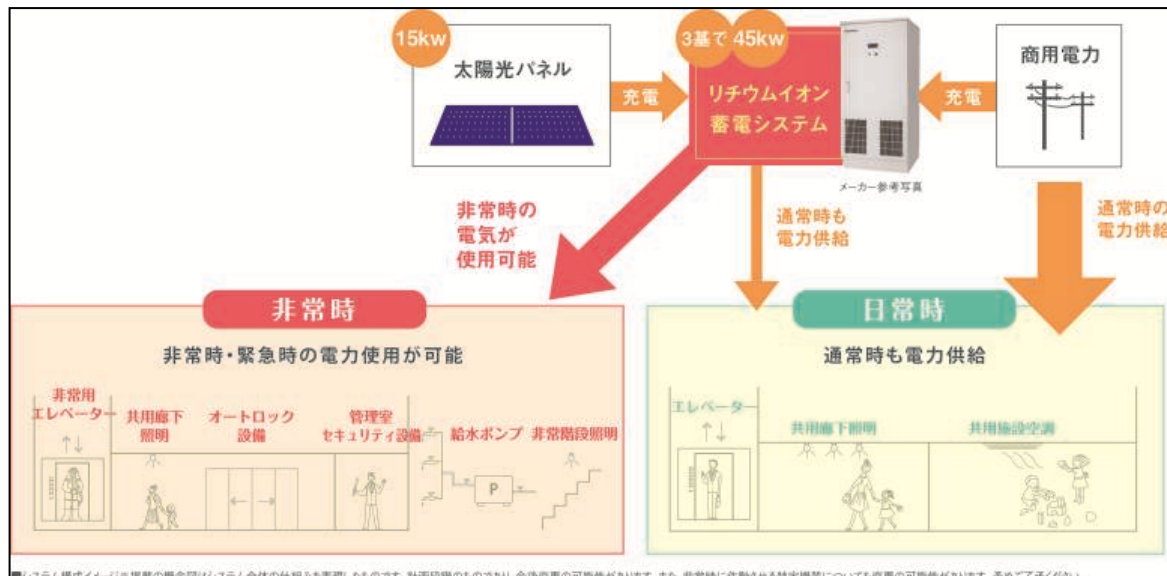 15kw
太陽光パネル
充電
3基で 45kw
リチウムイオン
蓄電システム
メーカー参考写真
充電
商用電力
非常時の
電気が
使用可能
通常時も
電力供給
通常時の
電力供給
非常時
非常時・緊急時の電力使用が可能
非常用
エレベーター
共用廊下
照明
オートロック
設備
管理室
セキュリティ設備
給水ポンプ
P
非常階段照明
日常時
通常時も電力供給
エレベーター
共用廊下照明
共用施設空調